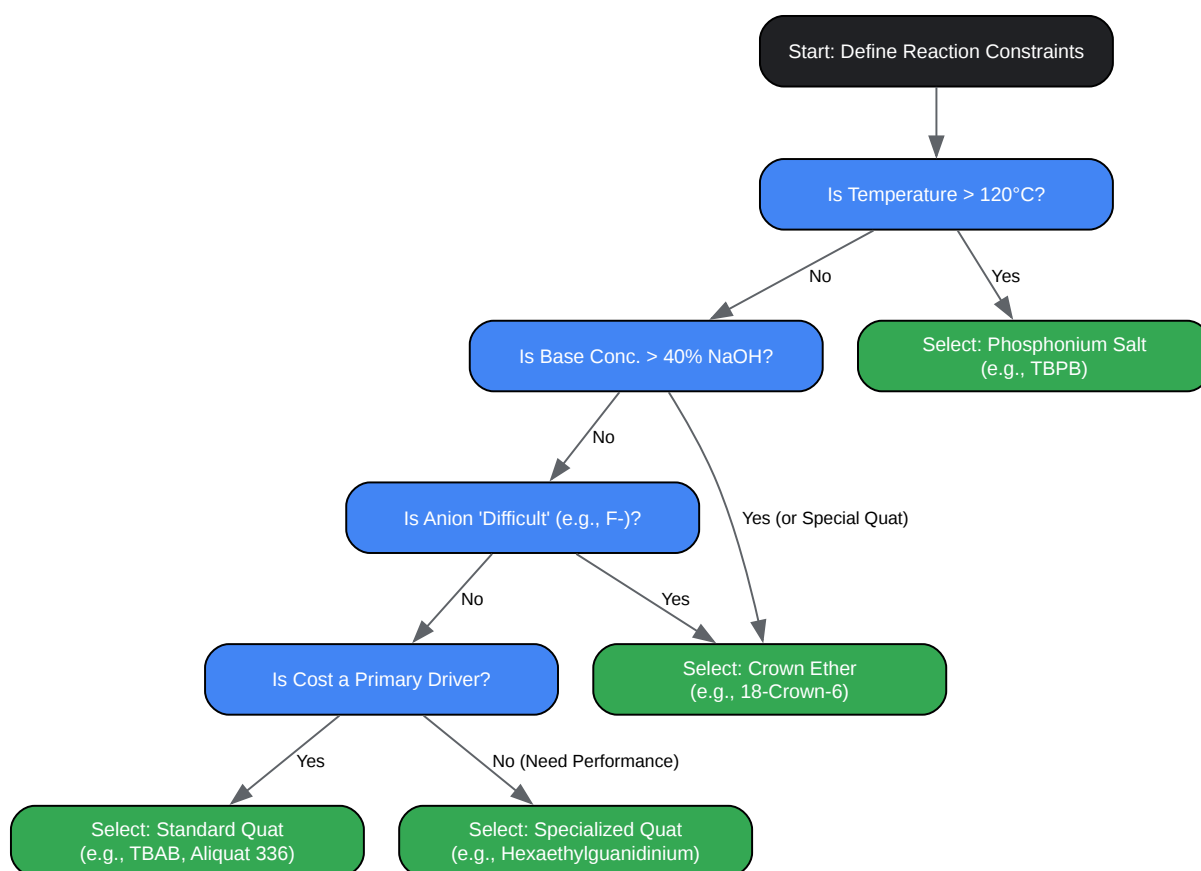 Start: Define Reaction Constraints
Is Temperature > 120°C?
No
Yes
Is Base Conc. > 40% NaOH?
Select: Phosphonium Salt
(e.g., TBPB)
No
Is Anion 'Difficult' (e.g., F-)?
Yes (or Special Quat)
No
Yes
Is Cost a Primary Driver?
Select: Crown Ether
(e.g., 18-Crown-6)
Yes
No (Need Performance)
Select: Standard Quat
(e.g., TBAB, Aliquat 336)
Select: Specialized Quat
(e.g., Hexaethylguanidinium)